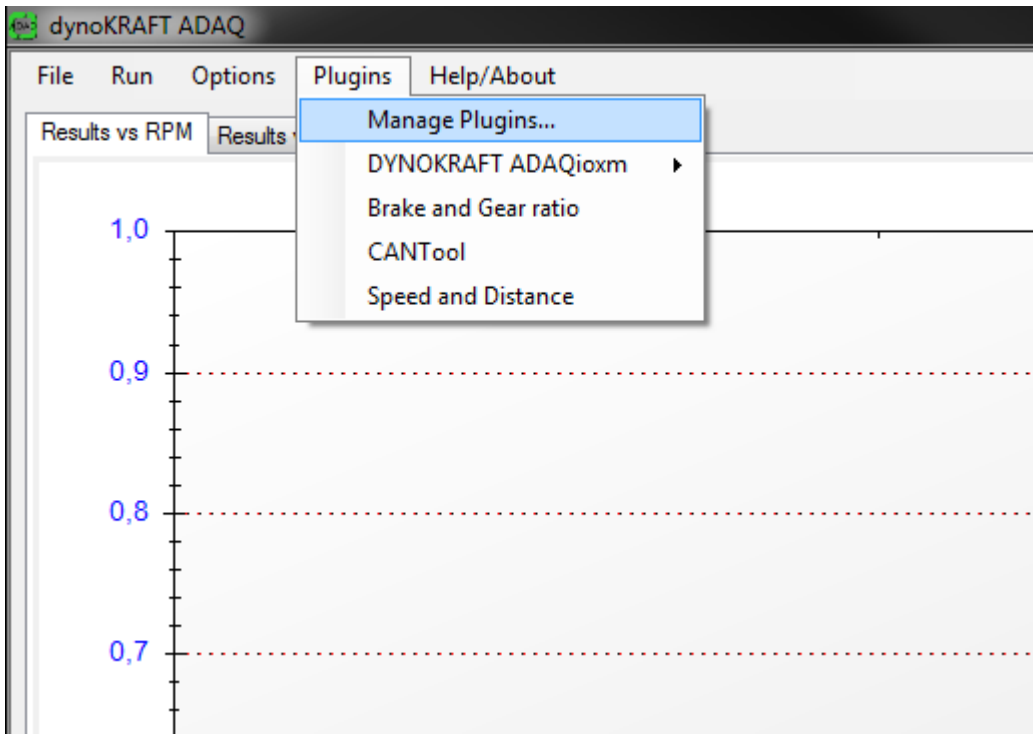 dynoKRAFT ADAQ
File Run Options Plugins Help/About
Results vs RPM Results
Manage Plugins...
DYNOKRAFT ADAQioxm
Brake and Gear ratio
CANTool
Speed and Distance
1,0
0,9
0,8
0,7